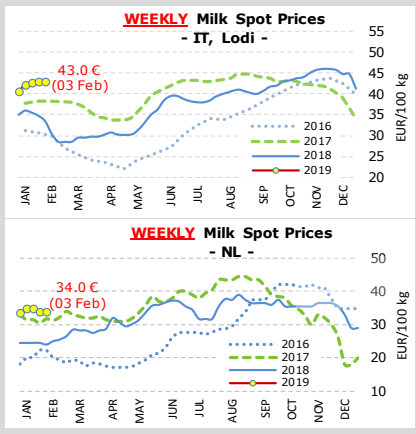 WEEKLY Milk Spot Prices
- IT, Lodi -
43.0 €
(03 Feb)
55
50
45
40
35
30
25
20
EUR/100 kg
2016
2017
2018
2019
JAN
FEB
MAR
APR
MAY
JUN
JUL
AUG
SEP
OCT
NOV
DEC
WEEKLY Milk Spot Prices
- NL -
34.0 €
(03 Feb)
50
40
30
20
10
EUR/100 kg
2016
2017
2018
2019
JAN
FEB
MAR
APR
MAY
JUN
JUL
AUG
SEP
OCT
NOV
DEC